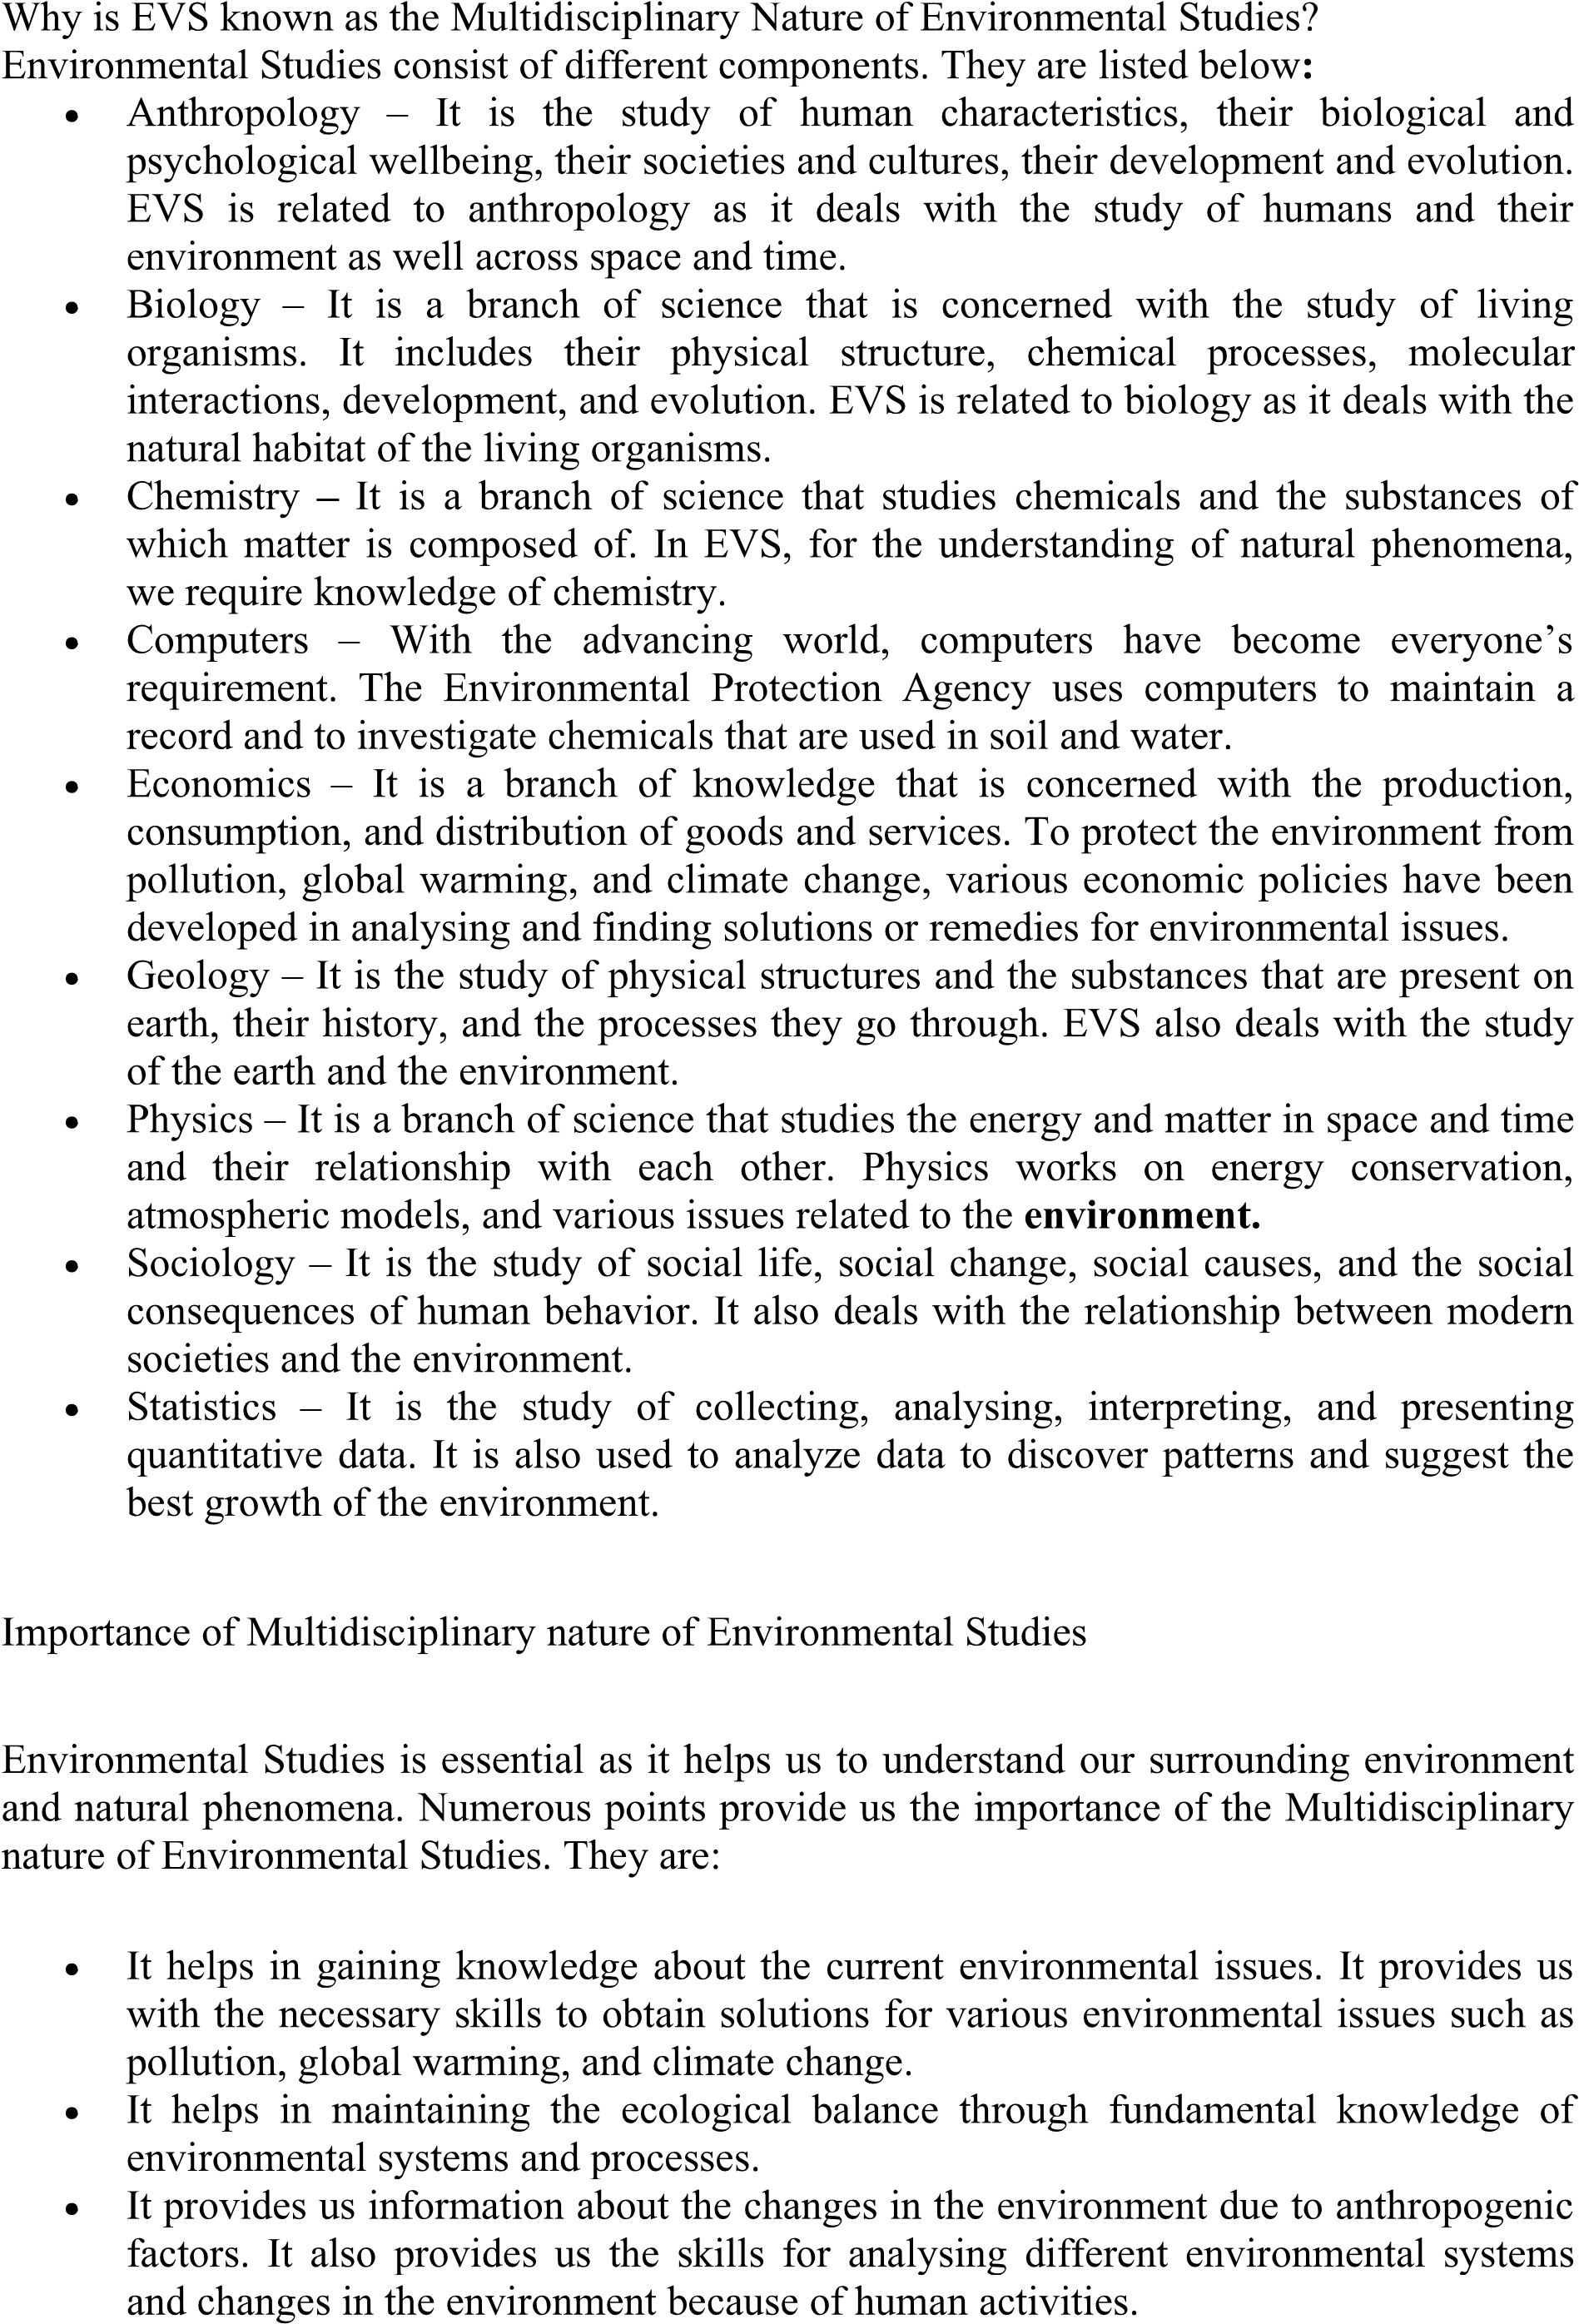 Why is EVS known as the Multidisciplinary Nature of Environmental Studies?
Environmental Studies consist of different components. They are listed below:
• Anthropology – It is the study of human characteristics, their biological and
psychological wellbeing, their societies and cultures, their development and evolution.
EVS is related to anthropology as it deals with the study of humans and their
environment as well across space and time.
• Biology – It is a branch of science that is concerned with the study of living
organisms. It includes their physical structure, chemical processes, molecular
interactions, development, and evolution. EVS is related to biology as it deals with the
natural habitat of the living organisms.
• Chemistry – It is a branch of science that studies chemicals and the substances of
which matter is composed of. In EVS, for the understanding of natural phenomena,
we require knowledge of chemistry.
• Computers – With the advancing world, computers have become everyone’s
requirement. The Environmental Protection Agency uses computers to maintain a
record and to investigate chemicals that are used in soil and water.
• Economics – It is a branch of knowledge that is concerned with the production,
consumption, and distribution of goods and services. To protect the environment from
pollution, global warming, and climate change, various economic policies have been
developed in analysing and finding solutions or remedies for environmental issues.
• Geology – It is the study of physical structures and the substances that are present on
earth, their history, and the processes they go through. EVS also deals with the study
of the earth and the environment.
• Physics – It is a branch of science that studies the energy and matter in space and time
and their relationship with each other. Physics works on energy conservation,
atmospheric models, and various issues related to the environment.
• Sociology – It is the study of social life, social change, social causes, and the social
consequences of human behavior. It also deals with the relationship between modern
societies and the environment.
• Statistics – It is the study of collecting, analysing, interpreting, and presenting
quantitative data. It is also used to analyze data to discover patterns and suggest the
best growth of the environment.
Importance of Multidisciplinary nature of Environmental Studies
Environmental Studies is essential as it helps us to understand our surrounding environment
and natural phenomena. Numerous points provide us the importance of the Multidisciplinary
nature of Environmental Studies. They are:
• It helps in gaining knowledge about the current environmental issues. It provides us
with the necessary skills to obtain solutions for various environmental issues such as
pollution, global warming, and climate change.
• It helps in maintaining the ecological balance through fundamental knowledge of
environmental systems and processes.
• It provides us information about the changes in the environment due to anthropogenic
factors. It also provides us the skills for analysing different environmental systems
and changes in the environment because of human activities.